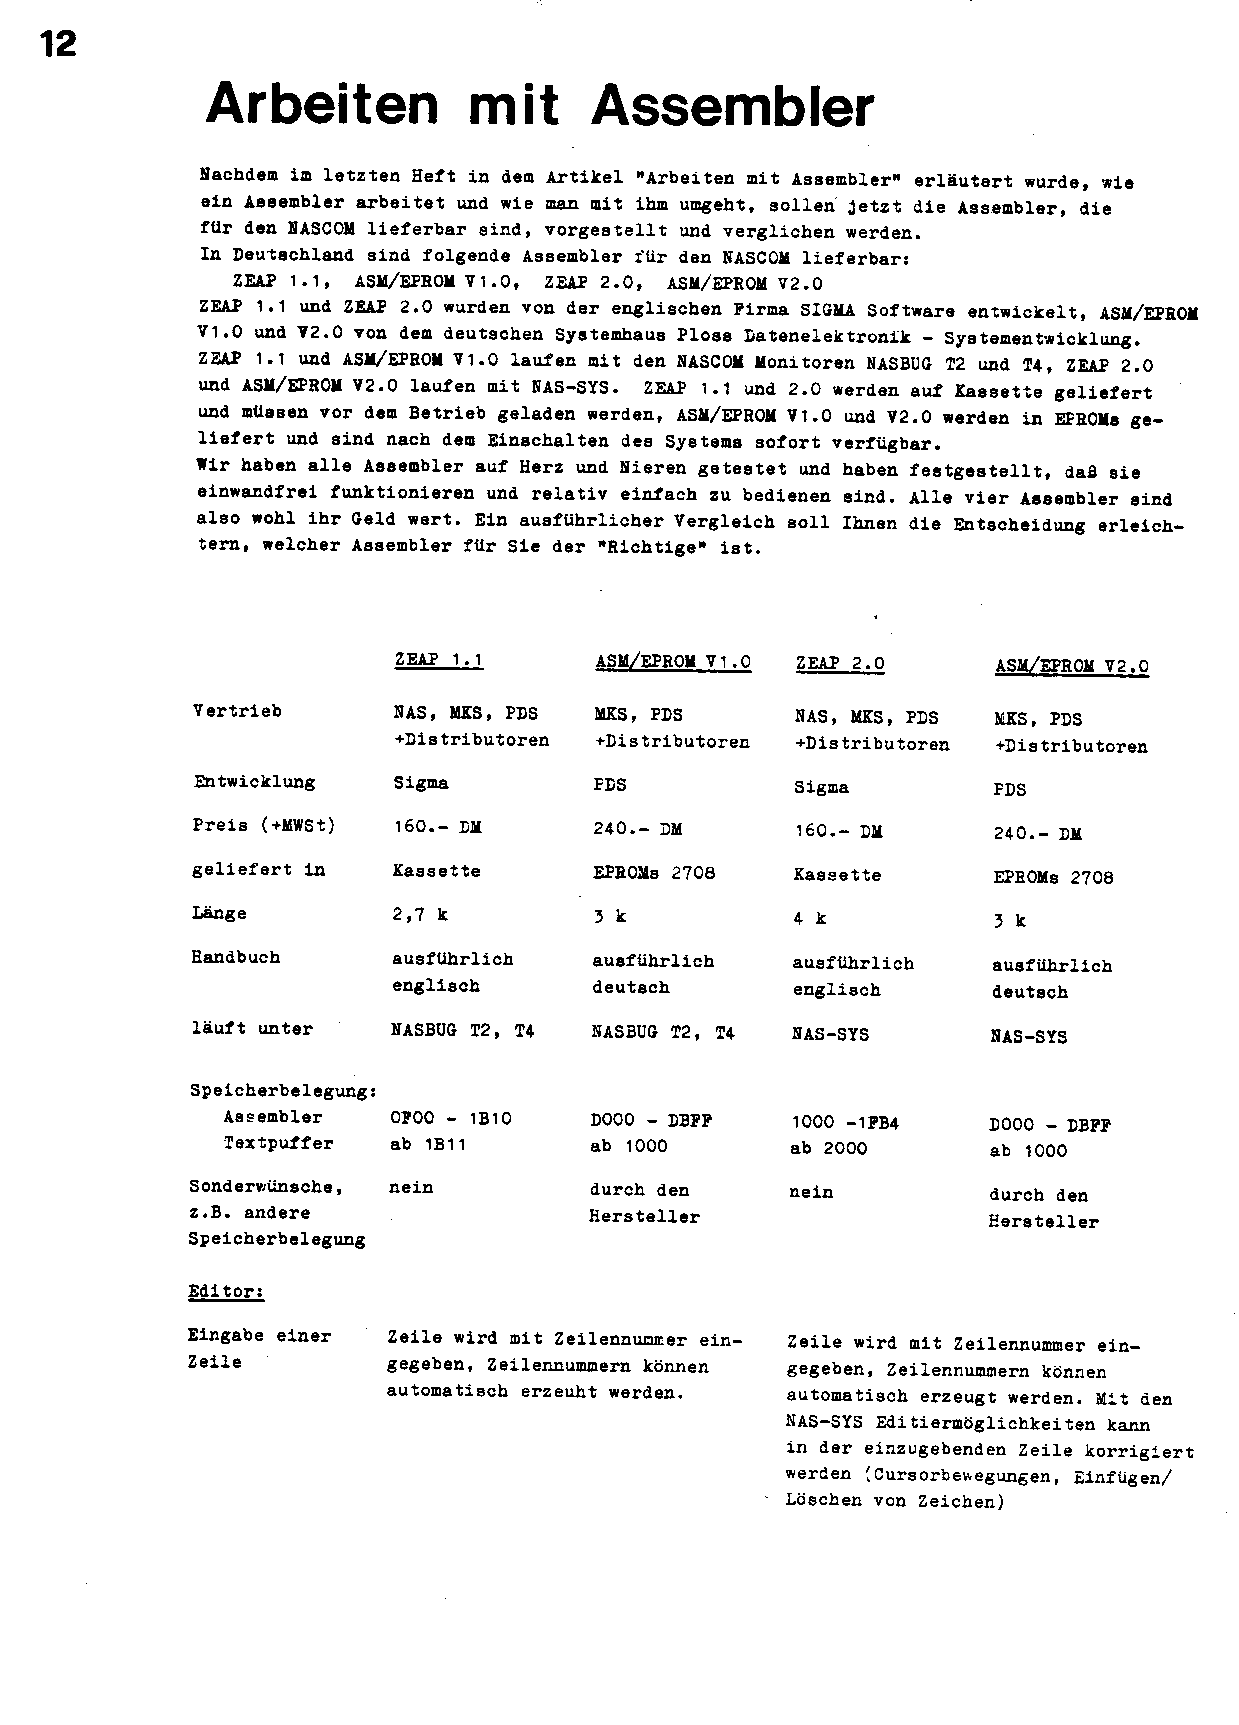 12
Arbeiten mit Assembler
Nachdem im letzten Heft in dem Artikel "Arbeiten mit Assembler" erläutert wurde, wie
ein Assembler arbeitet und wie man mit ihm umgeht, sollen jetzt die Assembler, die
für den NASCOM lieferbar sind, vorgestellt und verglichen werden.
In Deutschland sind folgende Assembler für den NASCOM lieferbar:
ZEAP 1.1, ASM/EPROM V1.0, ZEAP 2.0, ASM/EPROM V2.0
ZEAP 1.1 und ZEAP 2.0 wurden von der englischen Firma SIGMA Software entwickelt, ASM/EPROM
V1.0 und V2.0 von dem deutschen Systemhaus Ploss Datenelektronik - Systementwicklung.
ZEAP 1.1 und ASM/EPROM V1.0 laufen mit den NASCOM Monitoren NASBUG T2 und T4, ZEAP 2.0
und ASM/EPROM V2.0 laufen mit NAS-SYS. ZEAP 1.1 und 2.0 werden auf Kassette geliefert
und müssen vor dem Betrieb geladen werden, ASM/EPROM V1.0 und V2.0 werden in EPROMs ge-
liefert und sind nach dem Einschalten des Systems sofort verfügbar.
Wir haben alle Assembler auf Herz und Nieren getestet und haben festgestellt, daß sie
einwandfrei funktionieren und relativ einfach zu bedienen sind. Alle vier Assembler sind
also wohl ihr Geld wert. Ein ausführlicher Vergleich soll Ihnen die Entscheidung erleich-
tern, welcher Assembler für Sie der "Richtige" ist.
ZEAP 1.1 ASM/EPROM V1.0 ZEAP 2.0 ASM/EPROM V2.0
Vertrieb NAS, MKS, PDS MKS, PDS NAS, MKS, PDS MKS, PDS
+Distributoren +Distributoren +Distributoren +Distributoren
Entwicklung Sigma PDS Sigma PDS
Preis (+MWSt) 160.- DM 240.- DM 160.- DM 240.- DM
geliefert in Kassette EPROMs 2708 Kassette EPROMs 2708
Länge 2,7 k 3 k 4 k 3 k
Handbuch ausführlich ausführlich ausführlich ausführlich
englisch deutsch englisch deutsch
läuft unter NASBUG T2, T4 NASBUG T2, T4 NAS-SYS NAS-SYS
Speicherbelegung:
Assembler 0F00 - 1B10 D000 - DBFF 1000 -1FB4 D000 - DBFF
Textpuffer ab 1B11 ab 1000 ab 2000 ab 1000
Sonderwünsche, nein durch den nein durch den
z.B. andere Hersteller Hersteller
Speicherbelegung
Editor:
Eingabe einer Zeile wird mit Zeilennummer ein- Zeile wird mit Zeilennummer ein-
Zeile gegeben, Zeilennummern können gegeben, Zeilennummern können
automatisch erzeuht werden. automatisch erzeugt werden. Mit den
NAS-SYS Editiermöglichkeiten kann
in der einzugebenden Zeile korrigiert
werden (Cursorbewegungen, Einfügen/
Löschen von Zeichen)